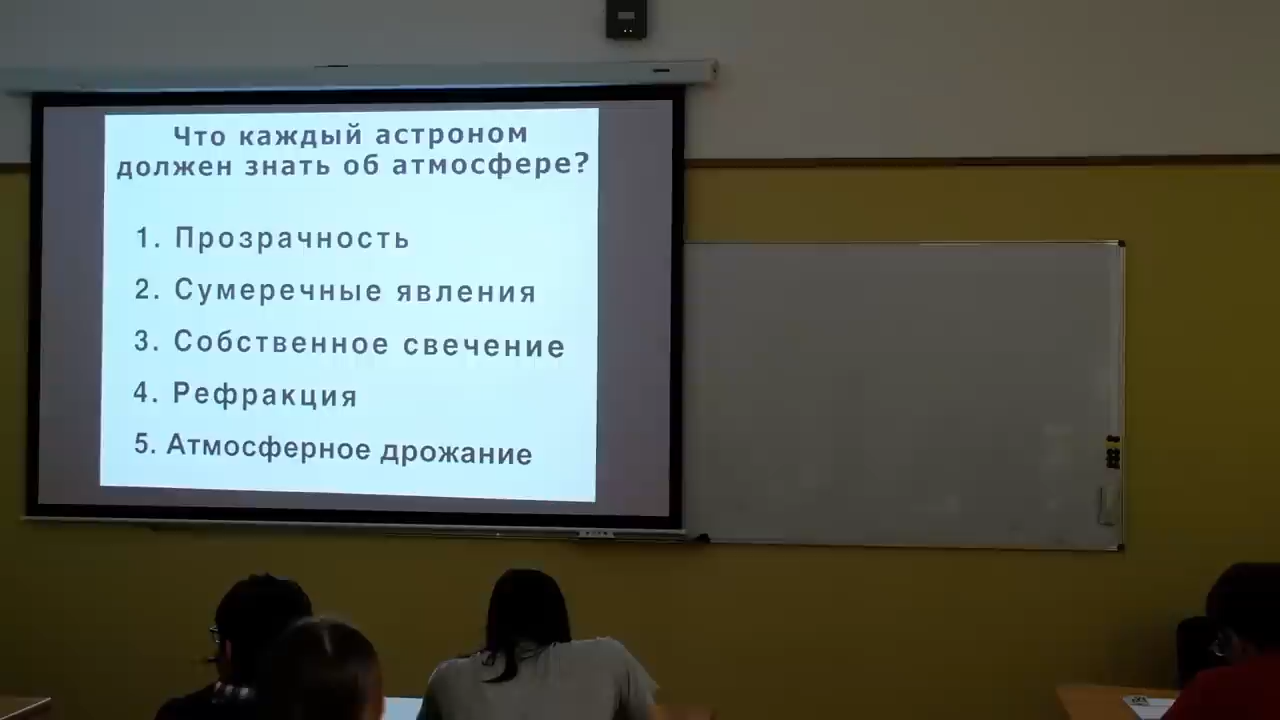 Что каждый астроном
должен знать об атмосфере?
1. Прозрачность
2. Сумеречные явления
3. Собственное свечение
4. Рефракция
5. Атмосферное дрожание